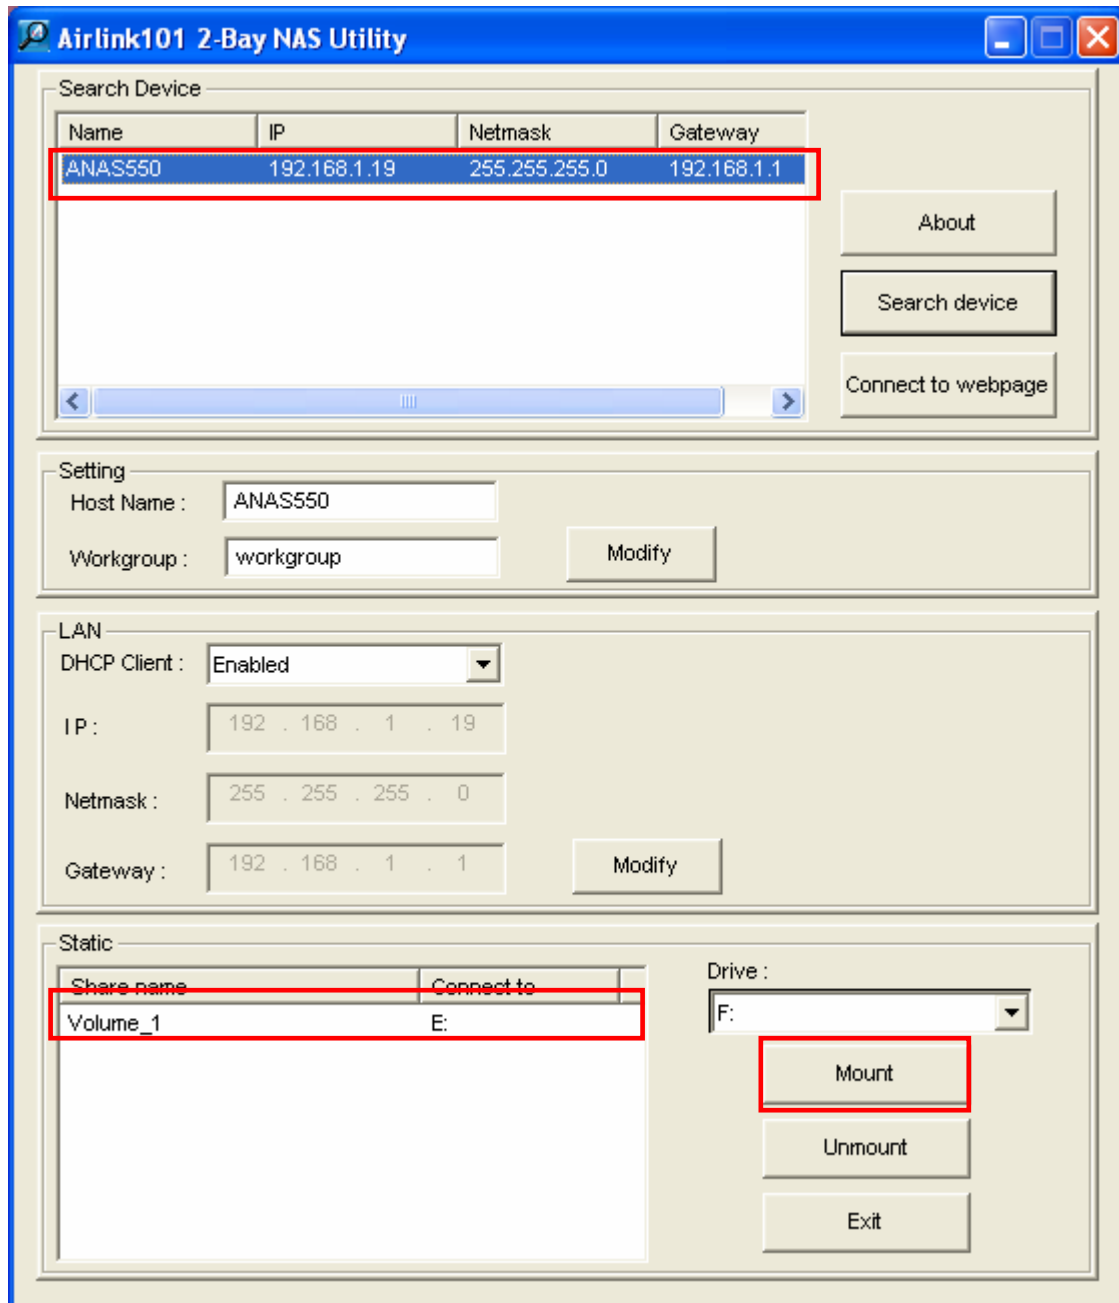 Airlink101 2-Bay NAS Utility
Search Device
Name IP Netmask Gateway
ANAS550 192.168.1.19 255.255.255.0 192.168.1.1
About
Search device
Connect to webpage
Setting
Host Name : ANAS550
Workgroup : workgroup
Modify
LAN
DHCP Client : Enabled
I P : 192 . 168 . 1 . 19
Netmask : 255 . 255 . 255 . 0
Gateway : 192 . 168 . 1 . 1
Modify
Static
Share name Connect to
Volume_1 E:
Drive :
F:
Mount
Unmount
Exit